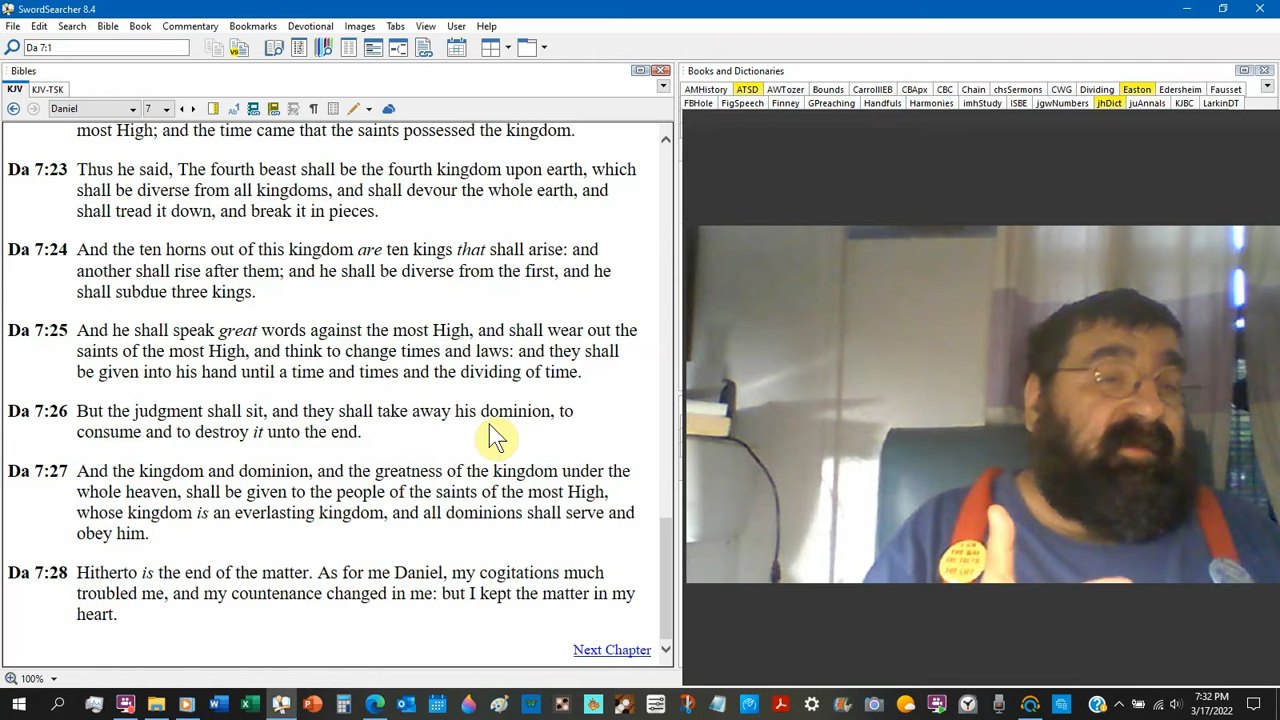 SwordSearcher 8.4
File Edit Search Bible Book Commentary Bookmarks Devotional Images Tabs View User Help
Da 7:1
Bibles
KJV KJV-TSK
Daniel 7
most High; and the time came that the saints possessed the kingdom.
Da 7:23 Thus he said, The fourth beast shall be the fourth kingdom upon earth, which
shall be diverse from all kingdoms, and shall devour the whole earth, and
shall tread it down, and break it in pieces.
Da 7:24 And the ten horns out of this kingdom are ten kings that shall arise: and
another shall rise after them; and he shall be diverse from the first, and he
shall subdue three kings.
Da 7:25 And he shall speak great words against the most High, and shall wear out the
saints of the most High, and think to change times and laws: and they shall
be given into his hand until a time and times and the dividing of time.
Da 7:26 But the judgment shall sit, and they shall take away his dominion, to
consume and to destroy it unto the end.
Da 7:27 And the kingdom and dominion, and the greatness of the kingdom under the
whole heaven, shall be given to the people of the saints of the most High,
whose kingdom is an everlasting kingdom, and all dominions shall serve and
obey him.
Da 7:28 Hitherto is the end of the matter. As for me Daniel, my cogitations much
troubled me, and my countenance changed in me: but I kept the matter in my
heart.
Next Chapter
100%
Books and Dictionaries
AMHistory ATSD AWTozer Bounds CarrollIEB CBApx CBC Chain chsSermons CWG Dividing Easton Edersheim Fausset
FBHole FigSpeech Finney GPreaching Handfuls Harmonies imhStudy ISBE jgwNumbers jhDict juAnnals KJBC LarkinDT
I AM
THE WAY
7:32 PM
3/17/2022